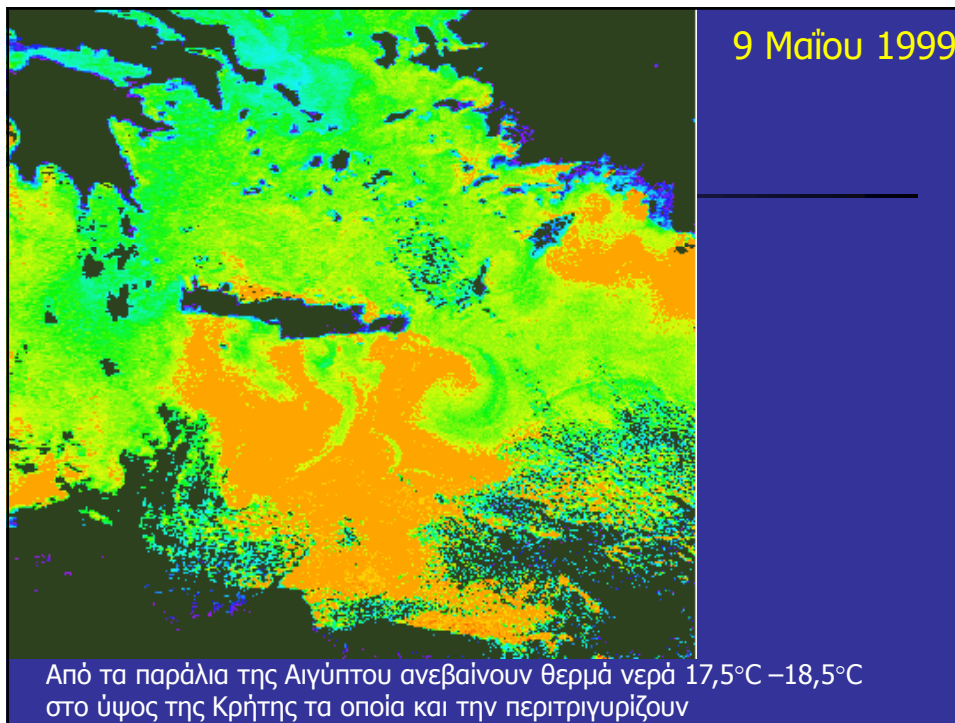 9 Μαΐου 1999
Από τα παράλια της Αιγύπτου ανεβαίνουν θερμά νερά 17,5°C –18,5°C
στο ύψος της Κρήτης τα οποία και την περιτριγυρίζουν